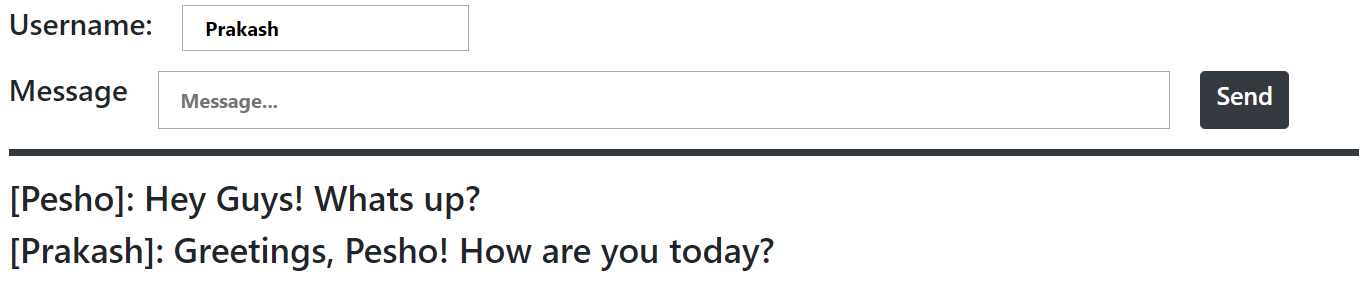 Username: Prakash
Message Message... Send
[Pesho]: Hey Guys! Whats up?
[Prakash]: Greetings, Pesho! How are you today?